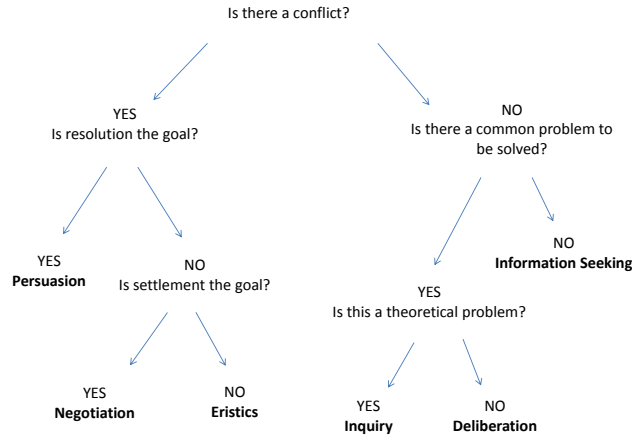 Is there a conflict?
YES
Is resolution the goal?
NO
Is there a common problem to
be solved?
YES
Persuasion
NO
Is settlement the goal?
NO
Information Seeking
YES
Is this a theoretical problem?
YES
Negotiation
NO
Eristics
YES
Inquiry
NO
Deliberation